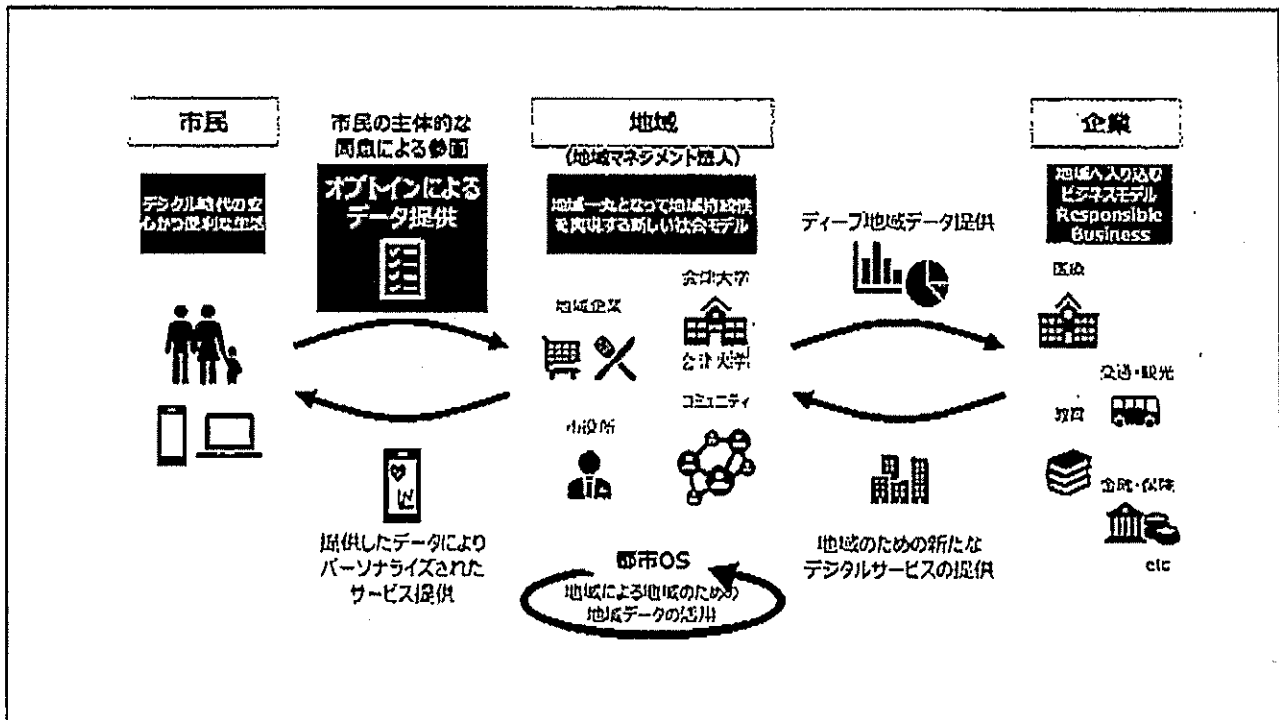 市民
デジタル時代の安
心かつ便利な生活
市民の主体的な
同意による参画
オプトインによる
データ提供
提供したデータにより
パーソナライズされた
サービス提供
地域
(地域マネジメント法人)
地域一丸となって地域持続性
を実現する新しい社会モデル
地域企業
会津大学
会津大学
市役所
コミュニティ
都市OS
地域による地域のための
地域データの活用
ディープ地域データ提供
地域のための新たな
デジタルサービスの提供
企業
地域へ入り込む
ビジネスモデル
Responsible
Business
医療
交通・観光
教育
金融・保険
etc